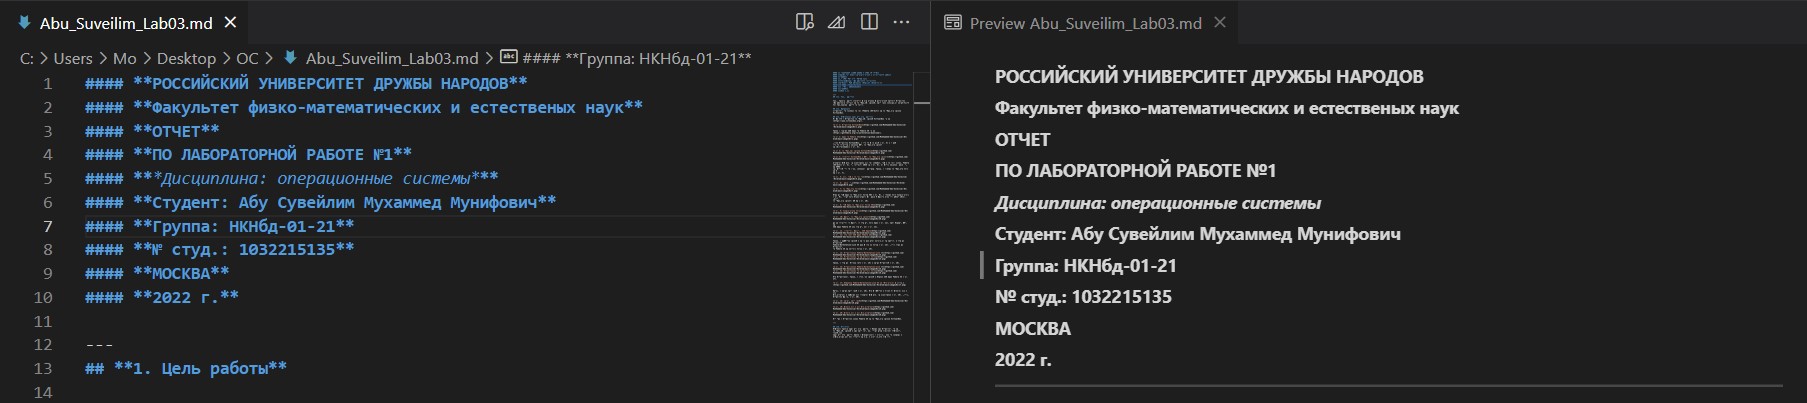 Abu_Suveilim_Lab03.md
C: > Users > Mo > Desktop > OC > Abu_Suveilim_Lab03.md > abc #### **Группа: НКНбд-01-21**
1 #### **РОССИЙСКИЙ УНИВЕРСИТЕТ ДРУЖБЫ НАРОДОВ**
2 #### **Факультет физко-математических и естественых наук**
3 #### **ОТЧЕТ**
4 #### **ПО ЛАБОРАТОРНОЙ РАБОТЕ №1**
5 #### ***Дисциплина: операционные системы***
6 #### **Студент: Абу Сувейлим Мухаммед Мунифович**
7 #### **Группа: НКНбд-01-21**
8 #### **№ студ.: 1032215135**
9 #### **МОСКВА**
10 #### **2022 г.**
11
12 ---
13 ## **1. Цель работы**
14
Preview Abu_Suveilim_Lab03.md
РОССИЙСКИЙ УНИВЕРСИТЕТ ДРУЖБЫ НАРОДОВ
Факультет физко-математических и естественых наук
ОТЧЕТ
ПО ЛАБОРАТОРНОЙ РАБОТЕ №1
Дисциплина: операционные системы
Студент: Абу Сувейлим Мухаммед Мунифович
Группа: НКНбд-01-21
№ студ.: 1032215135
МОСКВА
2022 г.